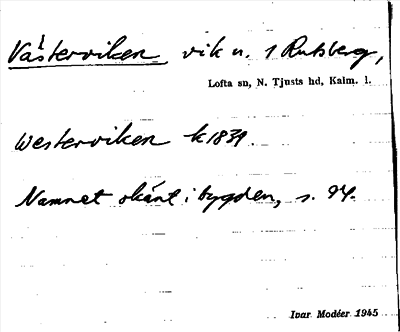 Västerviken vik n. 1 Rutsberg,
Lofta sn, N. Tjusts hd, Kalm. l.
Westerviken k 1839.
Namnet okänt i bygden, s. 94.
Ivar Modéer 1945